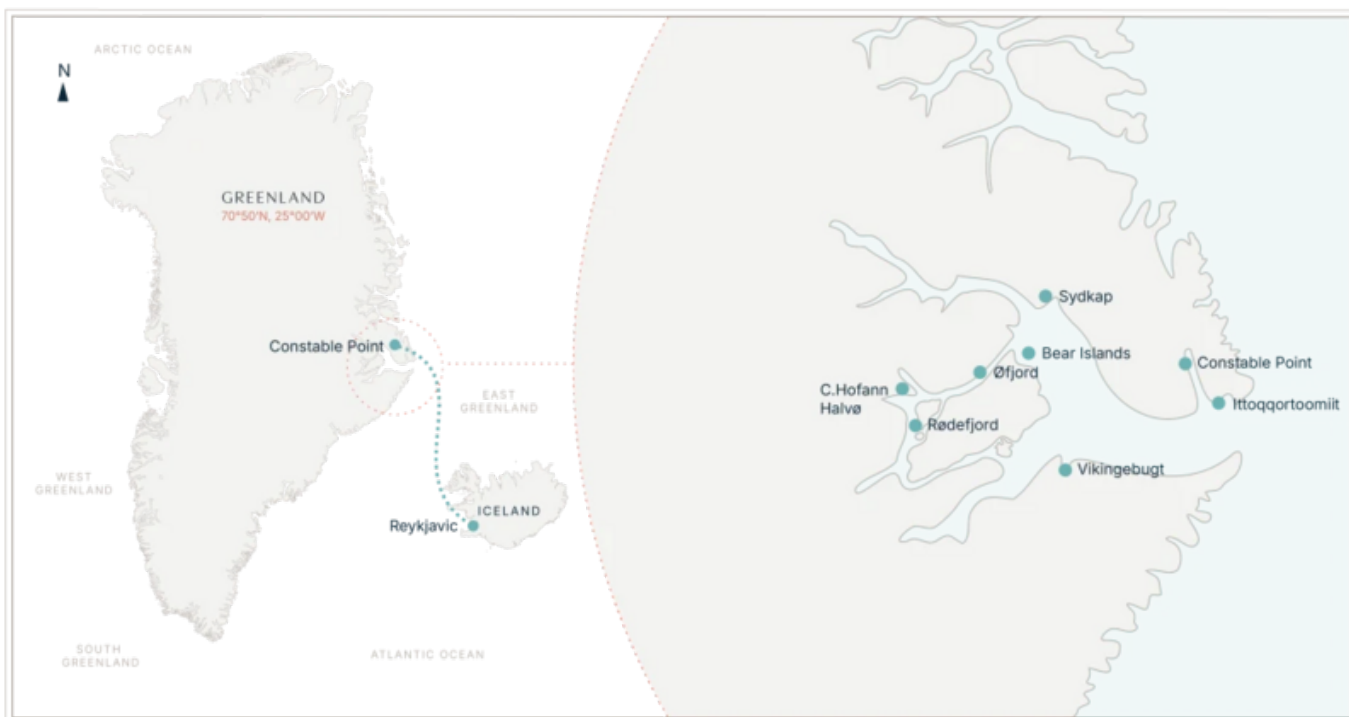 ARCTIC OCEAN
N
GREENLAND
70°50'N, 25°00'W
Constable Point
EAST
GREENLAND
WEST
GREENLAND
ICELAND
Reykjavic
SOUTH
GREENLAND
ATLANTIC OCEAN
Sydkap
Bear Islands
Constable Point
Øfjord
C.Hofann
Halvø
Ittoqqortoomiit
Rødefjord
Vikingebugt